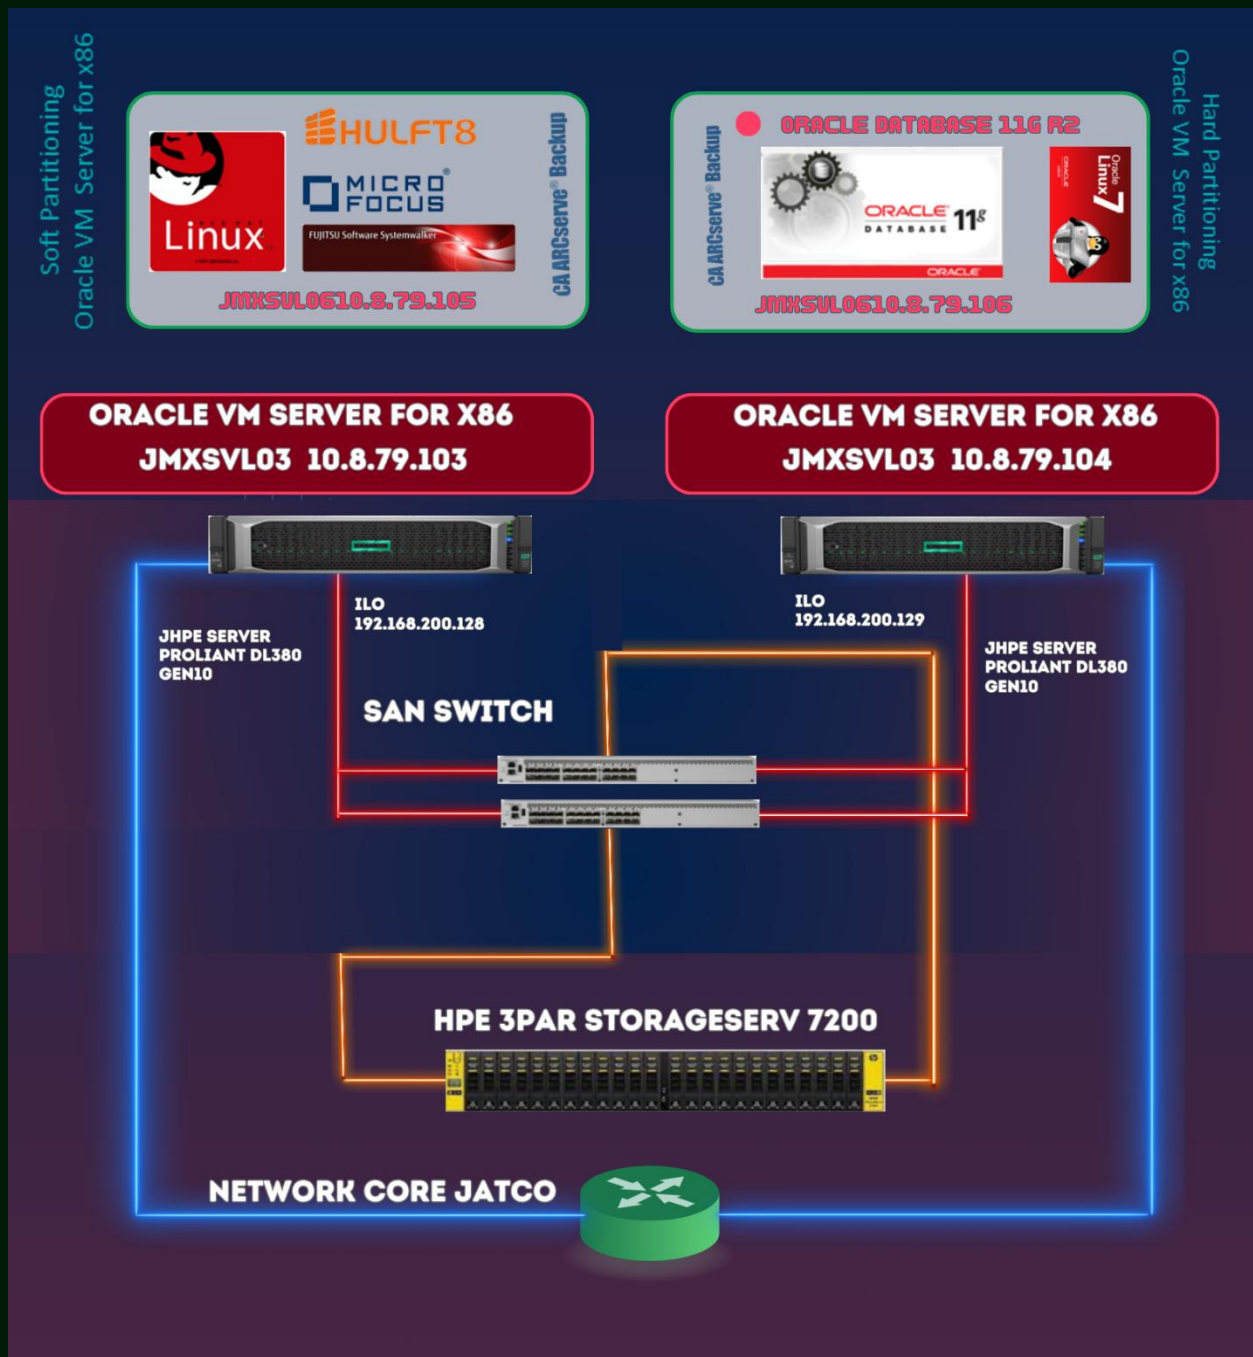 Soft Partitioning
Oracle VM Server for x86
HULFT8
MICRO
FOCUS®
Linux
FUJITSU Software Systemwalker
CA ARCserve® Backup
JMXSVL0610.8.79.105
CA ARCserve® Backup
ORACLE DATABASE 11G R2
ORACLE®
DATABASE 11g
ORACLE
Oracle
Linux 7
ORACLE
JMXSVL0610.8.79.106
Hard Partitioning
Oracle VM Server for x86
ORACLE VM SERVER FOR X86
JMXSVL03 10.8.79.103
ORACLE VM SERVER FOR X86
JMXSVL03 10.8.79.104
ILO
192.168.200.128
JHPE SERVER
PROLIANT DL380
GEN10
ILO
192.168.200.129
JHPE SERVER
PROLIANT DL380
GEN10
SAN SWITCH
HPE 3PAR STORAGESERV 7200
NETWORK CORE JATCO